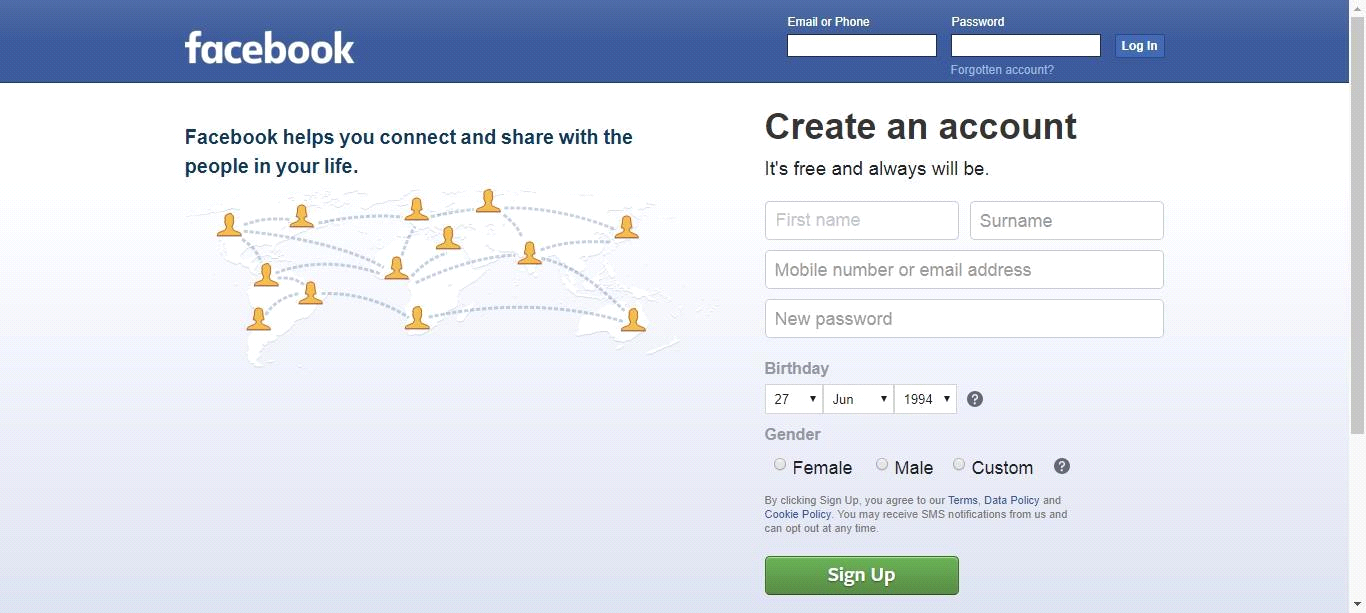 facebook
Email or Phone
Password
Log In
Forgotten account?
Facebook helps you connect and share with the
people in your life.
Create an account
It's free and always will be.
First name
Surname
Mobile number or email address
New password
Birthday
27
Jun
1994
?
Gender
Female
Male
Custom
?
By clicking Sign Up, you agree to our Terms, Data Policy and
Cookie Policy. You may receive SMS notifications from us and
can opt out at any time.
Sign Up